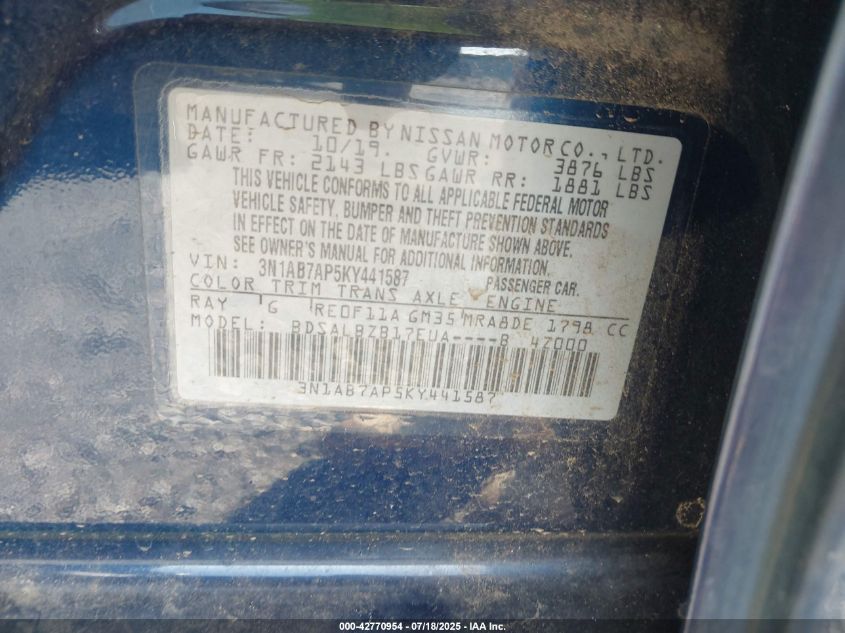 MANUFACTURED BY NISSAN MOTOR CO., LTD.
DATE: 10/19. GVWR: 3876 LBS
GAWR FR: 2143 LBS GAWR RR: 1881 LBS
THIS VEHICLE CONFORMS TO ALL APPLICABLE FEDERAL MOTOR
VEHICLE SAFETY, BUMPER AND THEFT PREVENTION STANDARDS
IN EFFECT ON THE DATE OF MANUFACTURE SHOWN ABOVE.
SEE OWNER'S MANUAL FOR ADDITIONAL INFORMATION.
VIN: 3N1AB7AP5KY441587 PASSENGER CAR.
COLOR TRIM TRANS AXLE ENGINE
RAY G RE0F11A GM35 MRA8DE 1798 CC
MODEL: BDSALBZB17EUA----B 4Z000
3N1AB7AP5KY441587
000-42770954 - 07/18/2025 - IAA Inc.